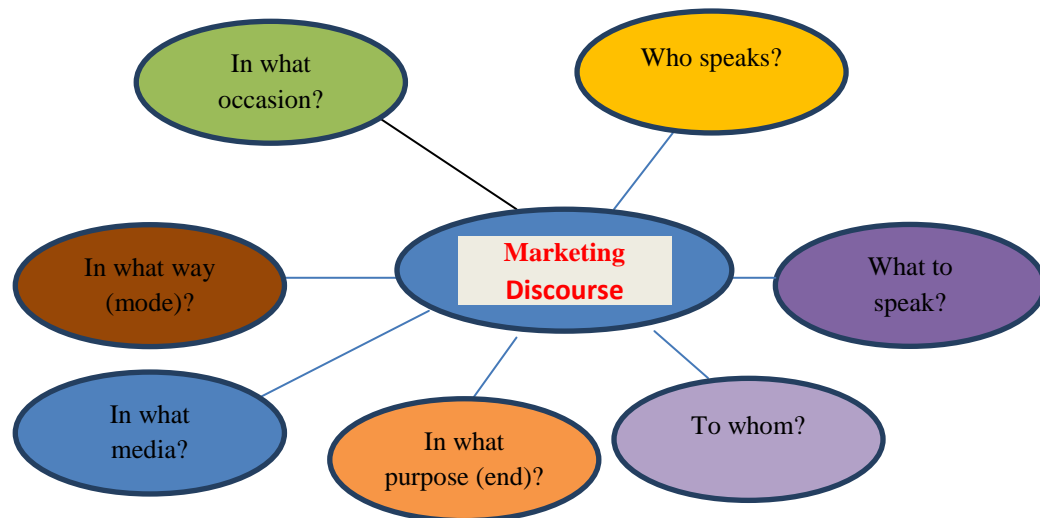 In what
occasion?
Who speaks?
Marketing
Discourse
In what way
(mode)?
What to
speak?
In what
media?
In what
purpose (end)?
To whom?